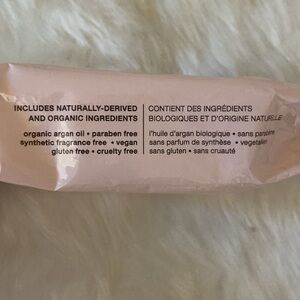 INCLUDES NATURALLY-DERIVED
AND ORGANIC INGREDIENTS
organic argan oil • paraben free
synthetic fragrance free • vegan
gluten free • cruelty free
CONTIENT DES INGRÉDIENTS
BIOLOGIQUES ET D'ORIGINE NATURELLE
l'huile d'argan biologique • sans parabène
sans parfum de synthèse • vegetalien
sans gluten • sans cruauté